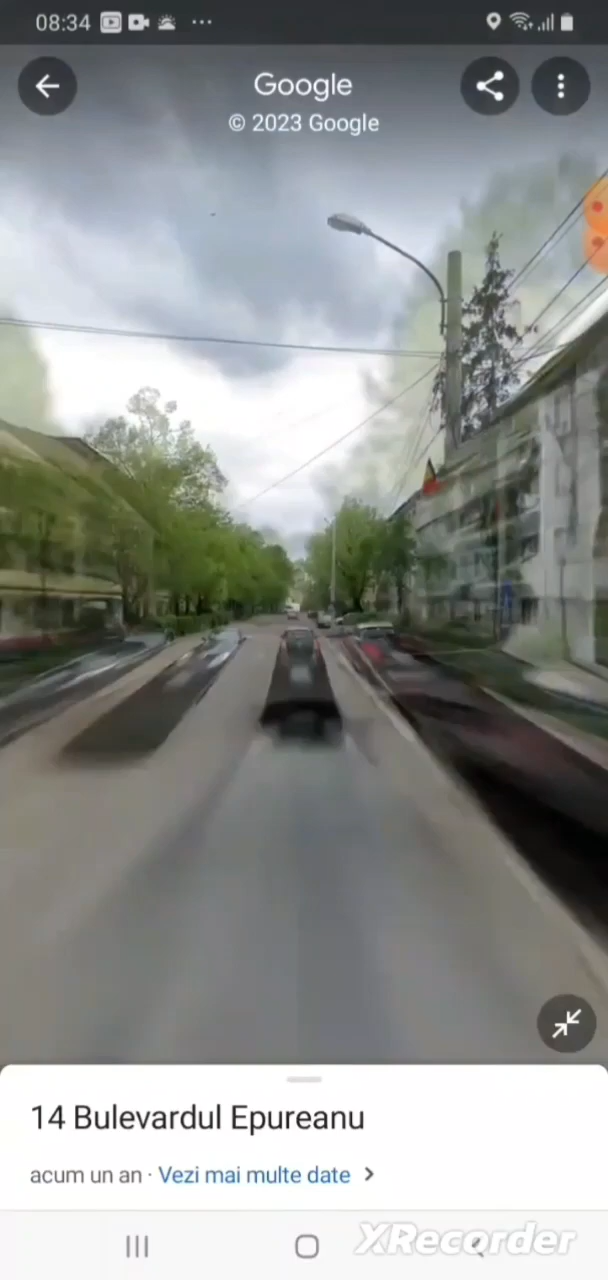 08:34
Google
© 2023 Google
14 Bulevardul Epureanu
acum un an · Vezi mai multe date
XRecorder